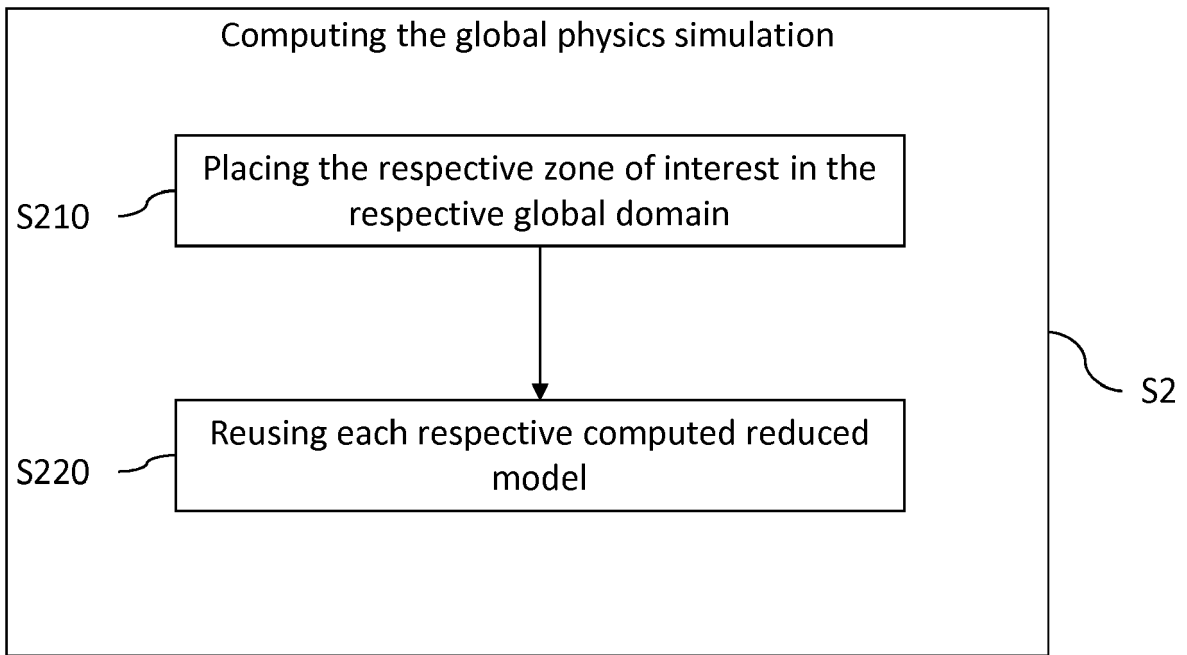 Computing the global physics simulation
Placing the respective zone of interest in the
respective global domain
S210
S2
Reusing each respective computed reduced
model
S220